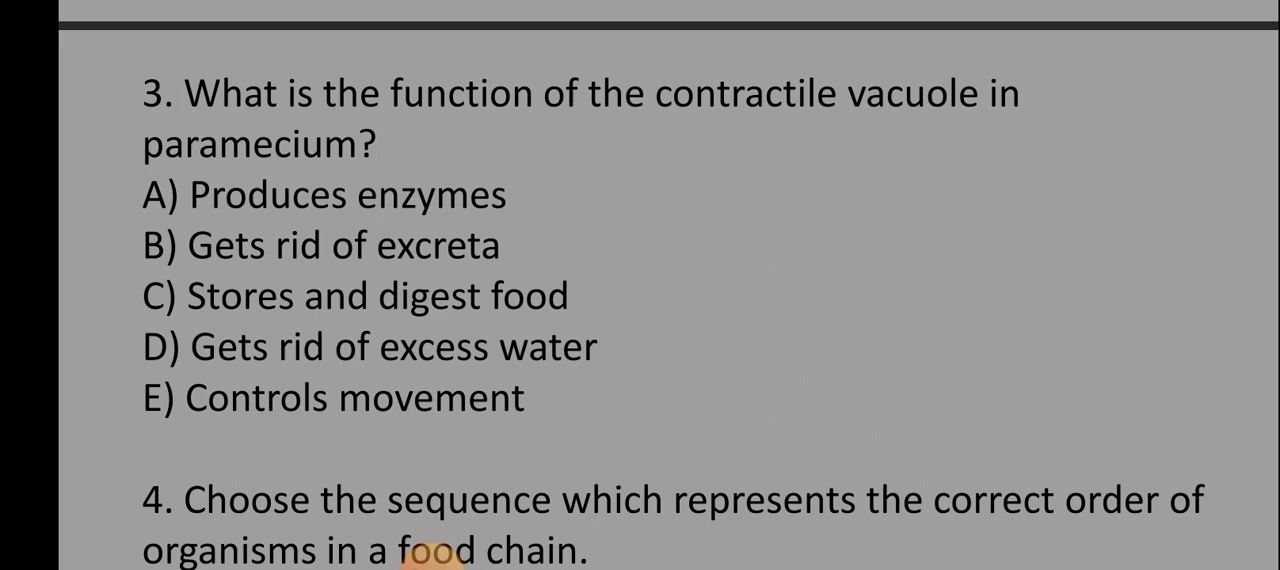 3. What is the function of the contractile vacuole in
paramecium?
A) Produces enzymes
B) Gets rid of excreta
C) Stores and digest food
D) Gets rid of excess water
E) Controls movement
4. Choose the sequence which represents the correct order of
organisms in a food chain.